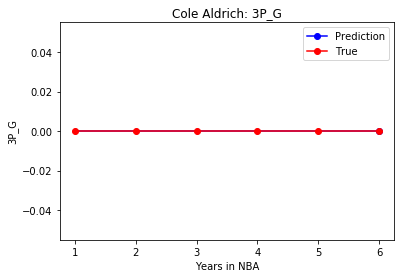 Cole Aldrich: 3P_G
Prediction
True
0.04
0.02
0.00
−0.02
−0.04
3P_G
1 2 3 4 5 6
Years in NBA